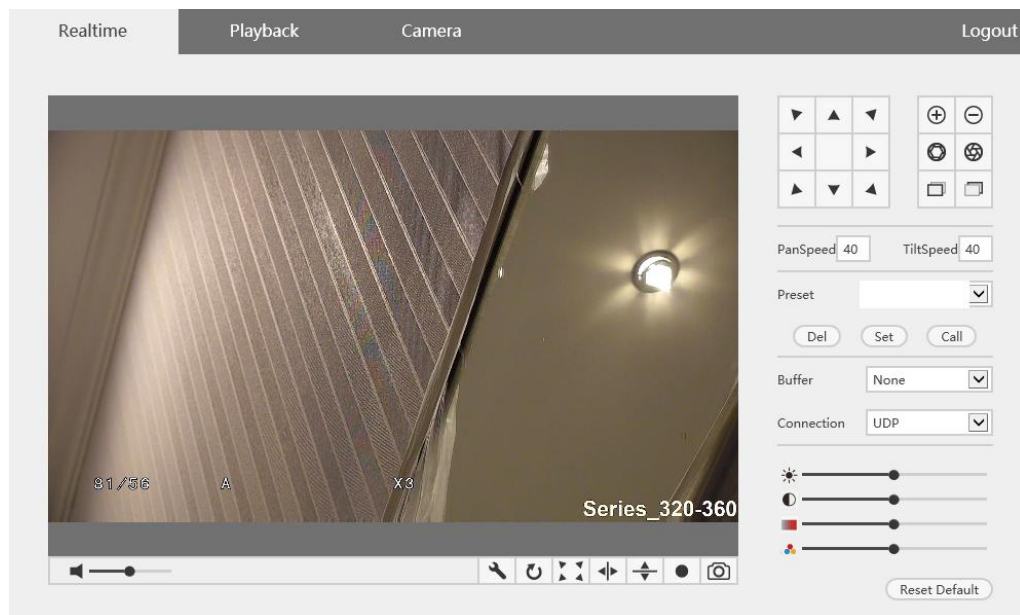 Realtime Playback Camera Logout
PanSpeed 40 TiltSpeed 40
Preset
Del Set Call
Buffer None
Connection UDP
81/56 A X3
Series_320-360
Reset Default